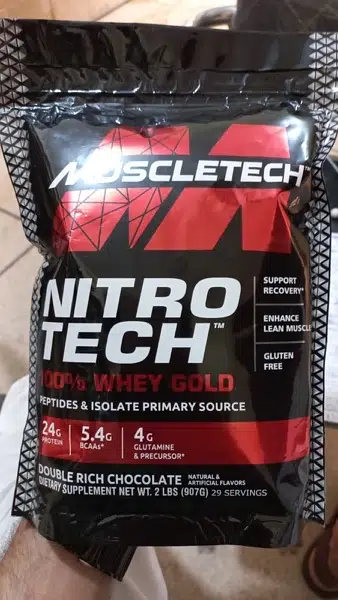 MUSCLETECH™
NITRO
TECH™
100% WHEY GOLD
PEPTIDES & ISOLATE PRIMARY SOURCE
SUPPORT
RECOVERY*
ENHANCE
LEAN MUSCLE
GLUTEN
FREE
24G
PROTEIN
5.4G
BCAAs*
4G
GLUTAMINE
& PRECURSOR*
DOUBLE RICH CHOCOLATE
NATURAL &
ARTIFICIAL FLAVORS
DIETARY SUPPLEMENT NET WT. 2 LBS (907G) 29 SERVINGS